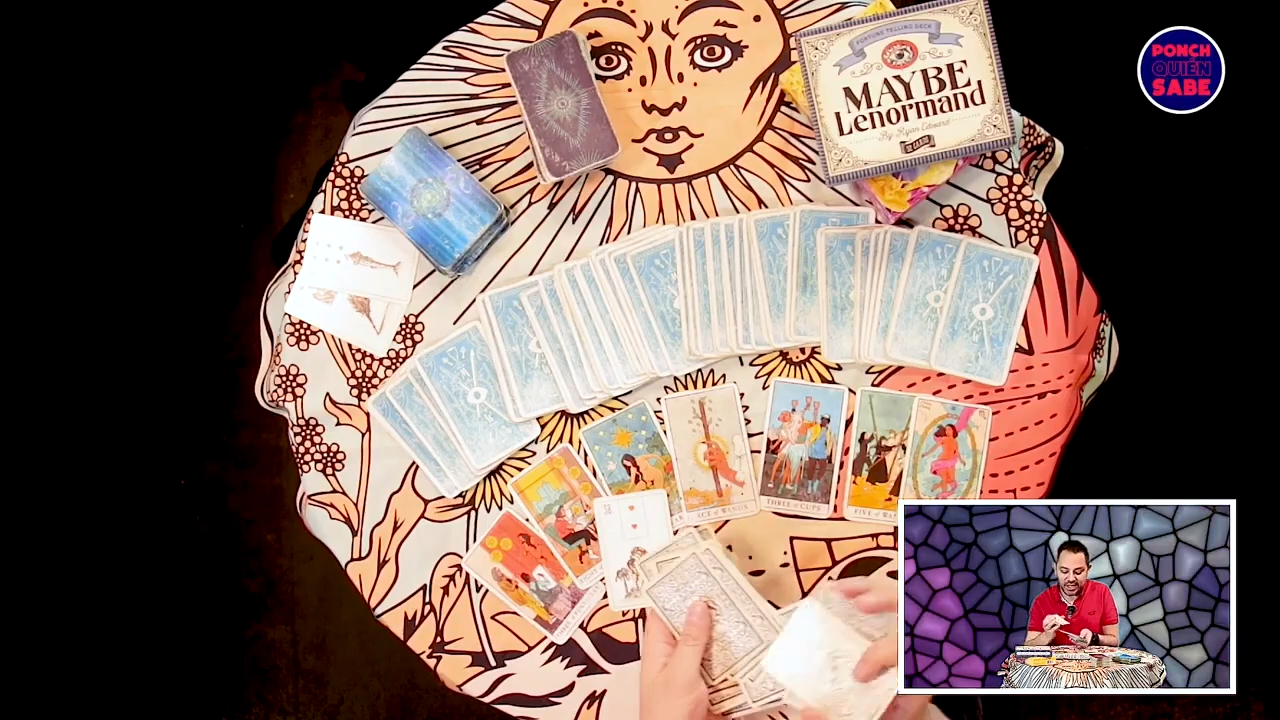 PONCH
QUIÉN
SABE
FORTUNE TELLING DECK
MAYBE
Lenormand
By Ryan Edward
ACE of WANDS
THREE of CUPS
FIVE of WANDS